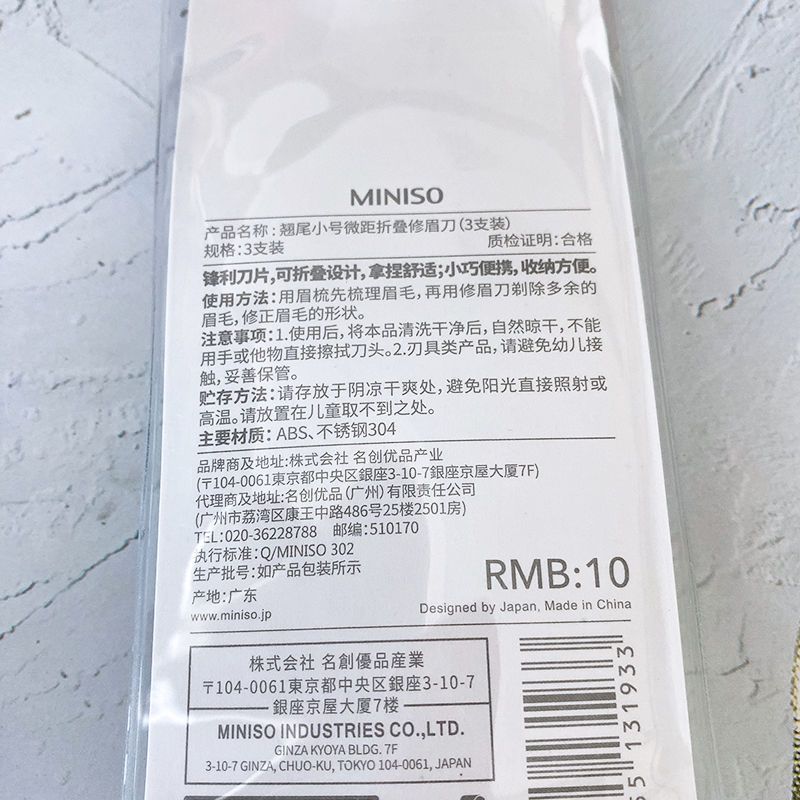 MINISO
产品名称：翘尾小号微距折叠修眉刀（3支装）
规格：3支装 质检证明：合格
锋利刀片，可折叠设计，拿捏舒适；小巧便携，收纳方便。
使用方法：用眉梳先梳理眉毛，再用修眉刀剃除多余的
眉毛，修正眉毛的形状。
注意事项：1.使用后，将本品清洗干净后，自然晾干，不能
用手或他物直接擦拭刀头。2.刃具类产品，请避免幼儿接
触，妥善保管。
贮存方法：请存放于阴凉干爽处，避免阳光直接照射或
高温。请放置在儿童取不到之处。
主要材质：ABS、不锈钢304
品牌商及地址:株式会社 名创优品产业
(〒104-0061東京都中央区銀座3-10-7銀座京屋大厦7F)
代理商及地址:名创优品（广州）有限责任公司
(广州市荔湾区康王中路486号25楼2501房)
TEL:020-36228788 邮编:510170
执行标准：Q/MINISO 302
生产批号：如产品包装所示
产地：广东
RMB:10
www.miniso.jp
Designed by Japan, Made in China
株式会社 名創優品産業
〒104-0061東京都中央区銀座3-10-7
銀座京屋大厦7楼
MINISO INDUSTRIES CO.,LTD.
GINZA KYOYA BLDG. 7F
3-10-7 GINZA, CHUO-KU, TOKYO 104-0061, JAPAN
55 131933